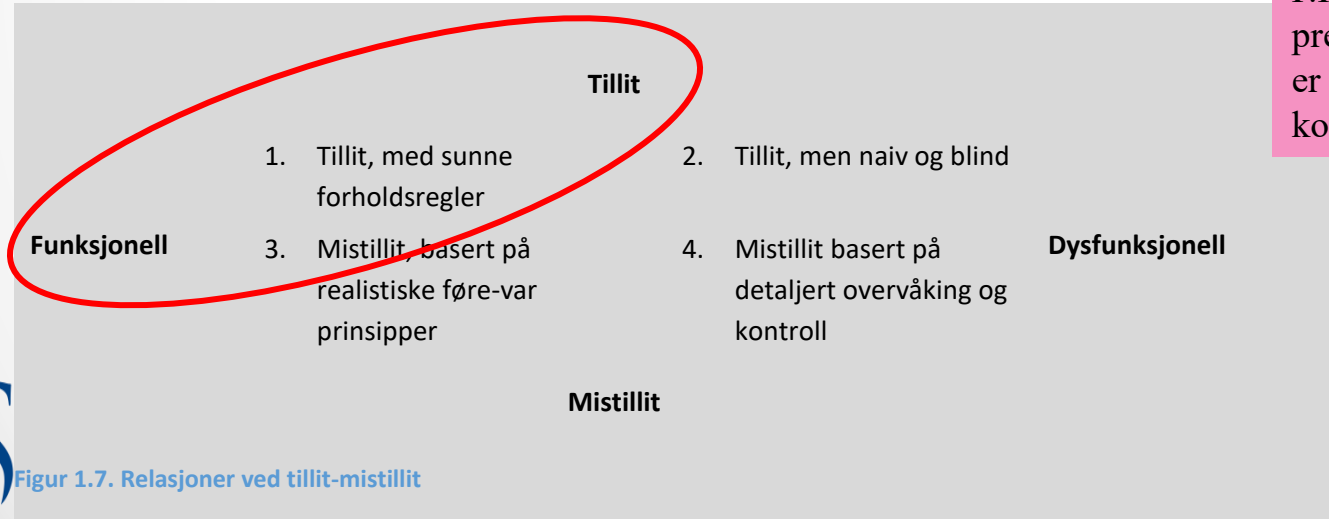 Tillit
1. Tillit, med sunne
forholdsregler
2. Tillit, men naiv og blind
Funksjonell
3. Mistillit, basert på
realistiske føre-var
prinsipper
4. Mistillit basert på
detaljert overvåking og
kontroll
Dysfunksjonell
Mistillit
Figur 1.7. Relasjoner ved tillit-mistillit
er